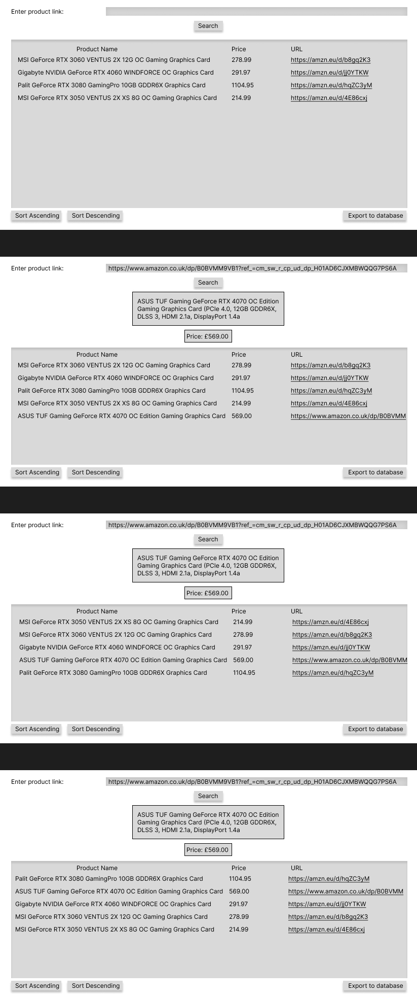 Enter product link:
Search
Product Name Price URL
MSI GeForce RTX 3060 VENTUS 2X 12G OC Gaming Graphics Card 278.99 https://amzn.eu/d/b8gq2K3
Gigabyte NVIDIA GeForce RTX 4060 WINDFORCE OC Graphics Card 291.97 https://amzn.eu/d/jj0YTKW
Palit GeForce RTX 3080 GamingPro 10GB GDDR6X Graphics Card 1104.95 https://amzn.eu/d/hqZC3yM
MSI GeForce RTX 3050 VENTUS 2X XS 8G OC Gaming Graphics Card 214.99 https://amzn.eu/d/4E86cxj
Sort Ascending Sort Descending Export to database
Enter product link: https://www.amazon.co.uk/dp/B0BVMM9VB1?ref_=cm_sw_r_cp_ud_dp_H01AD6CJXMBWQQG7PS6A
Search
ASUS TUF Gaming GeForce RTX 4070 OC Edition
Gaming Graphics Card (PCIe 4.0, 12GB GDDR6X,
DLSS 3, HDMI 2.1a, DisplayPort 1.4a
Price: £569.00
Product Name Price URL
MSI GeForce RTX 3060 VENTUS 2X 12G OC Gaming Graphics Card 278.99 https://amzn.eu/d/b8gq2K3
Gigabyte NVIDIA GeForce RTX 4060 WINDFORCE OC Graphics Card 291.97 https://amzn.eu/d/jj0YTKW
Palit GeForce RTX 3080 GamingPro 10GB GDDR6X Graphics Card 1104.95 https://amzn.eu/d/hqZC3yM
MSI GeForce RTX 3050 VENTUS 2X XS 8G OC Gaming Graphics Card 214.99 https://amzn.eu/d/4E86cxj
ASUS TUF Gaming GeForce RTX 4070 OC Edition Gaming Graphics Card 569.00 https://www.amazon.co.uk/dp/B0BVMM
Sort Ascending Sort Descending Export to database
Enter product link: https://www.amazon.co.uk/dp/B0BVMM9VB1?ref_=cm_sw_r_cp_ud_dp_H01AD6CJXMBWQQG7PS6A
Search
ASUS TUF Gaming GeForce RTX 4070 OC Edition
Gaming Graphics Card (PCIe 4.0, 12GB GDDR6X,
DLSS 3, HDMI 2.1a, DisplayPort 1.4a
Price: £569.00
Product Name Price URL
MSI GeForce RTX 3050 VENTUS 2X XS 8G OC Gaming Graphics Card 214.99 https://amzn.eu/d/4E86cxj
MSI GeForce RTX 3060 VENTUS 2X 12G OC Gaming Graphics Card 278.99 https://amzn.eu/d/b8gq2K3
Gigabyte NVIDIA GeForce RTX 4060 WINDFORCE OC Graphics Card 291.97 https://amzn.eu/d/jj0YTKW
ASUS TUF Gaming GeForce RTX 4070 OC Edition Gaming Graphics Card 569.00 https://www.amazon.co.uk/dp/B0BVMM
Palit GeForce RTX 3080 GamingPro 10GB GDDR6X Graphics Card 1104.95 https://amzn.eu/d/hqZC3yM
Sort Ascending Sort Descending Export to database
Enter product link: https://www.amazon.co.uk/dp/B0BVMM9VB1?ref_=cm_sw_r_cp_ud_dp_H01AD6CJXMBWQQG7PS6A
Search
ASUS TUF Gaming GeForce RTX 4070 OC Edition
Gaming Graphics Card (PCIe 4.0, 12GB GDDR6X,
DLSS 3, HDMI 2.1a, DisplayPort 1.4a
Price: £569.00
Product Name Price URL
Palit GeForce RTX 3080 GamingPro 10GB GDDR6X Graphics Card 1104.95 https://amzn.eu/d/hqZC3yM
ASUS TUF Gaming GeForce RTX 4070 OC Edition Gaming Graphics Card 569.00 https://www.amazon.co.uk/dp/B0BVMM
Gigabyte NVIDIA GeForce RTX 4060 WINDFORCE OC Graphics Card 291.97 https://amzn.eu/d/jj0YTKW
MSI GeForce RTX 3060 VENTUS 2X 12G OC Gaming Graphics Card 278.99 https://amzn.eu/d/b8gq2K3
MSI GeForce RTX 3050 VENTUS 2X XS 8G OC Gaming Graphics Card 214.99 https://amzn.eu/d/4E86cxj
Sort Ascending Sort Descending Export to database